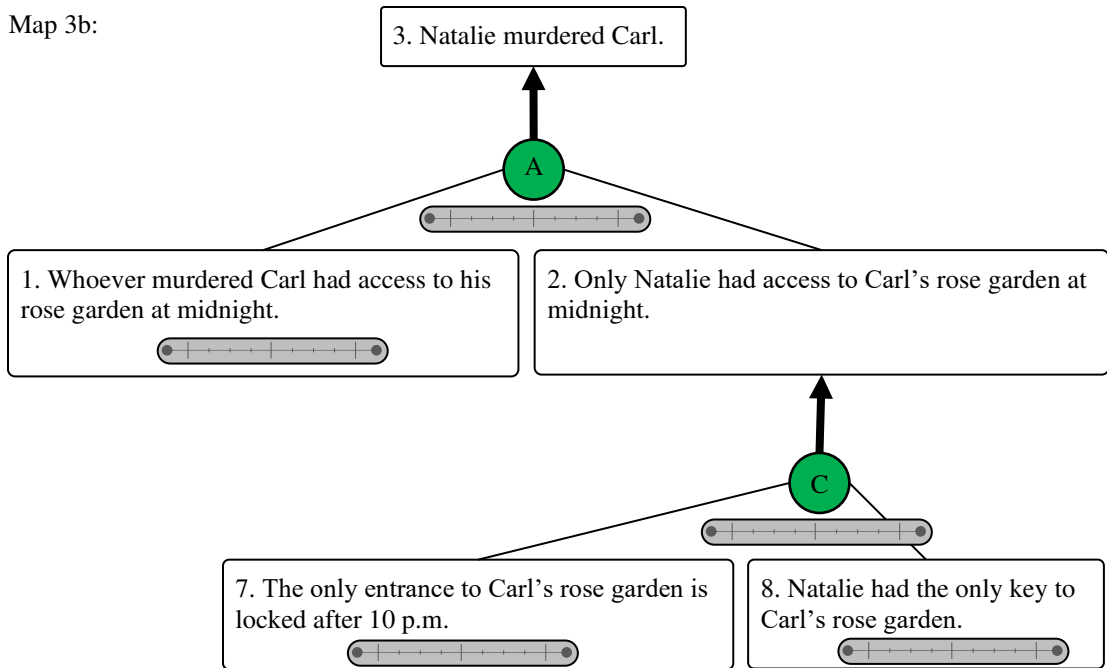 Map 3b:
3. Natalie murdered Carl.
A
1. Whoever murdered Carl had access to his
rose garden at midnight.
2. Only Natalie had access to Carl’s rose garden at
midnight.
C
7. The only entrance to Carl’s rose garden is
locked after 10 p.m.
8. Natalie had the only key to
Carl’s rose garden.